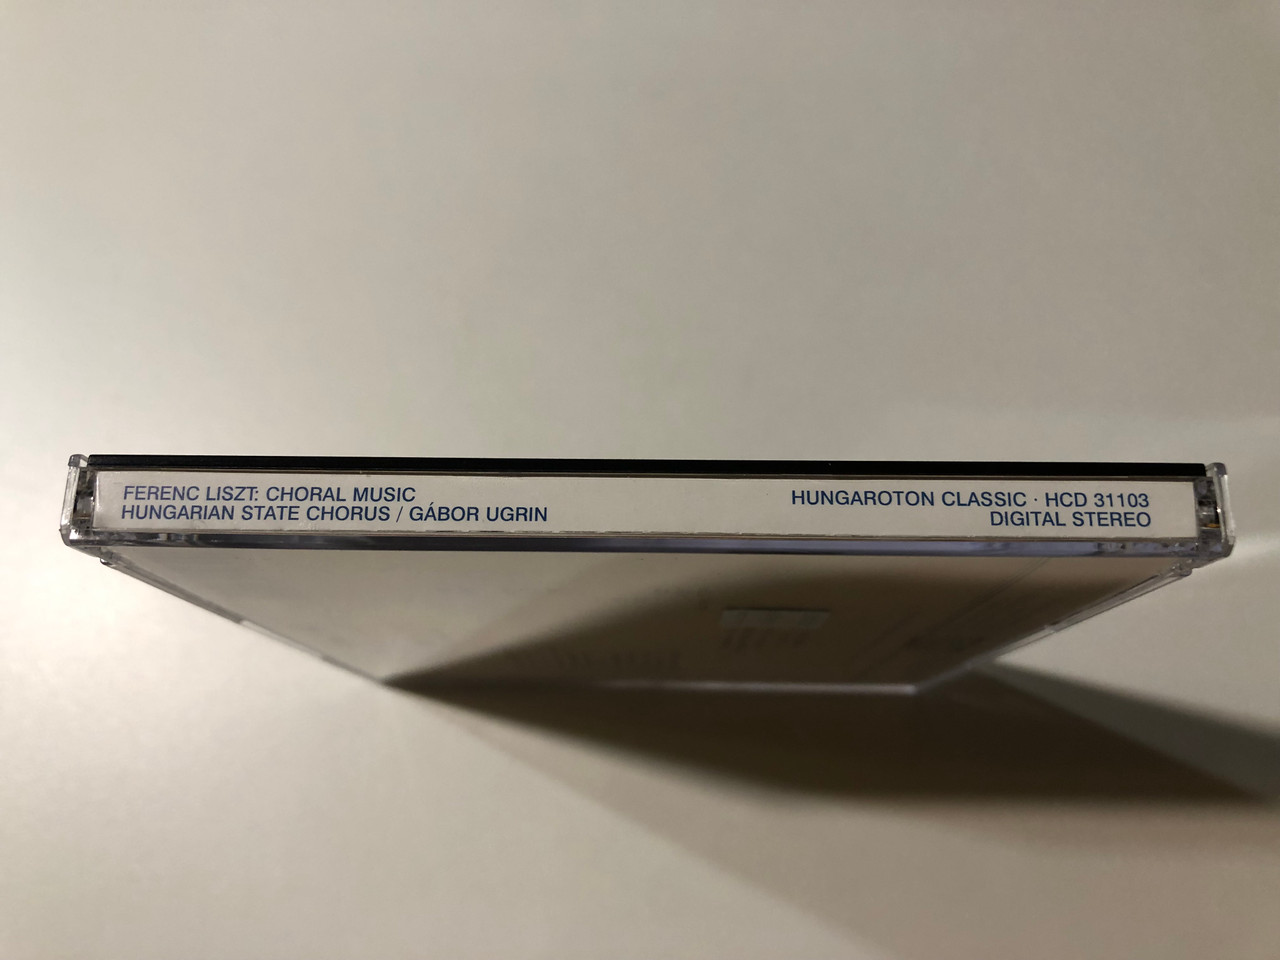 FERENC LISZT: CHORAL MUSIC
HUNGARIAN STATE CHORUS / GÁBOR UGRIN
HUNGAROTON CLASSIC · HCD 31103
DIGITAL STEREO